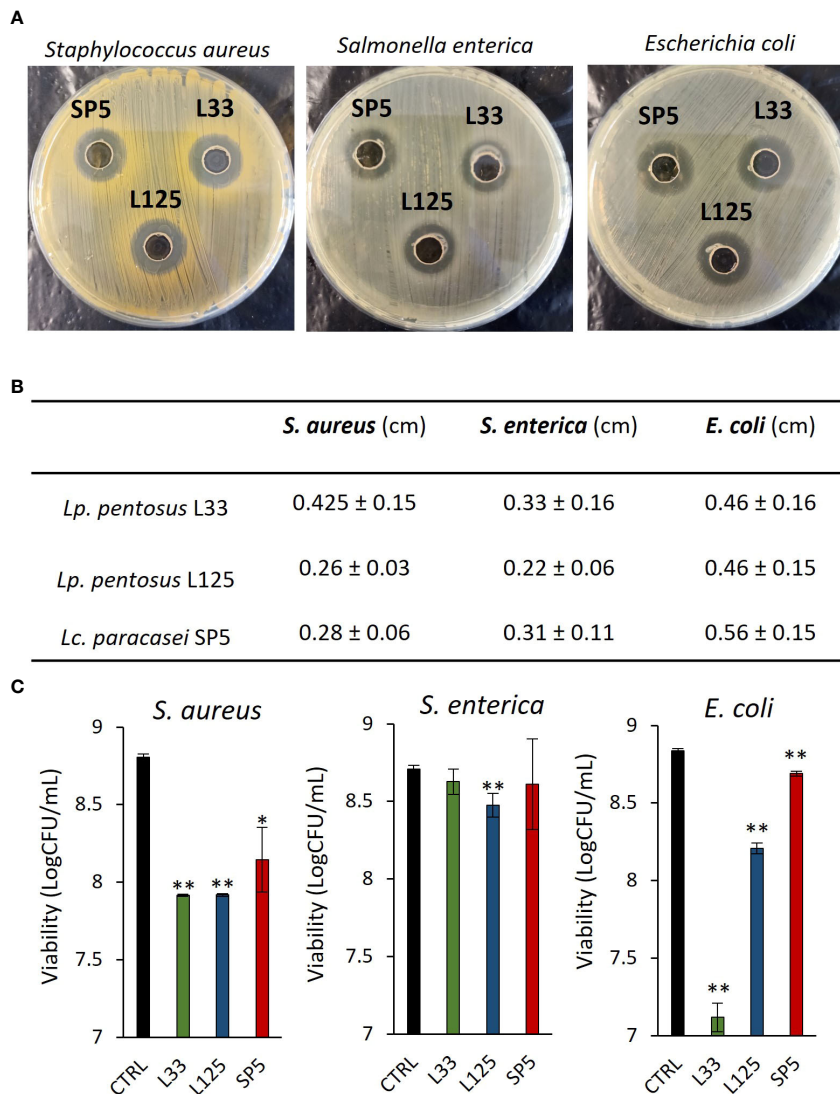 A
Staphylococcus aureus
Salmonella enterica
Escherichia coli
SP5
L33
L125
L33
SP5
L125
SP5
L33
L125
B
S. aureus (cm)
S. enterica (cm)
E. coli (cm)
Lp. pentosus L33
0.425 ± 0.15
0.33 ± 0.16
0.46 ± 0.16
Lp. pentosus L125
0.26 ± 0.03
0.22 ± 0.06
0.46 ± 0.15
Lc. paracasei SP5
0.28 ± 0.06
0.31 ± 0.11
0.56 ± 0.15
C
S. aureus
Viability (LogCFU/mL)
9
8.5
8
7.5
7
**
**
*
CTRL
L33
L125
SP5
S. enterica
Viability (LogCFU/mL)
9
8.5
8
7.5
7
**
CTRL
L33
L125
SP5
E. coli
Viability (LogCFU/mL)
9
8.5
8
7.5
7
**
**
**
CTRL
L33
L125
SP5